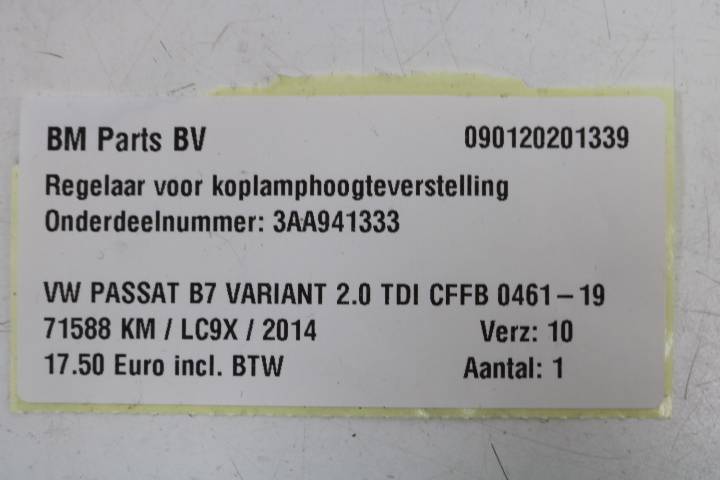 BM Parts BV 090120201339
Regelaar voor koplamphoogteverstelling
Onderdeelnummer: 3AA941333
VW PASSAT B7 VARIANT 2.0 TDI CFFB 0461-19
71588 KM / LC9X / 2014 Verz: 10
17.50 Euro incl. BTW Aantal: 1